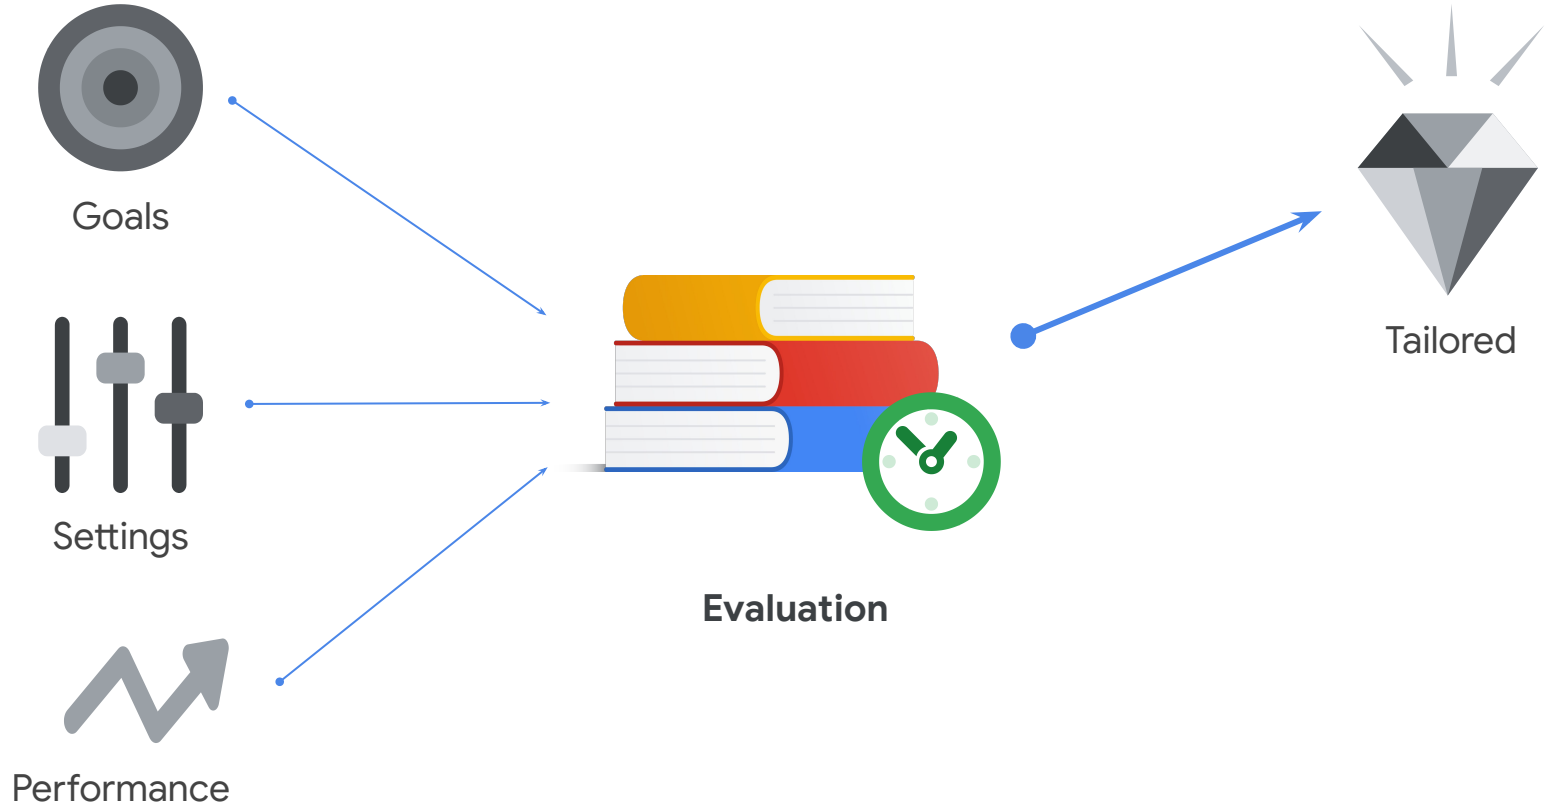 Goals
Settings
Performance
Evaluation
Tailored